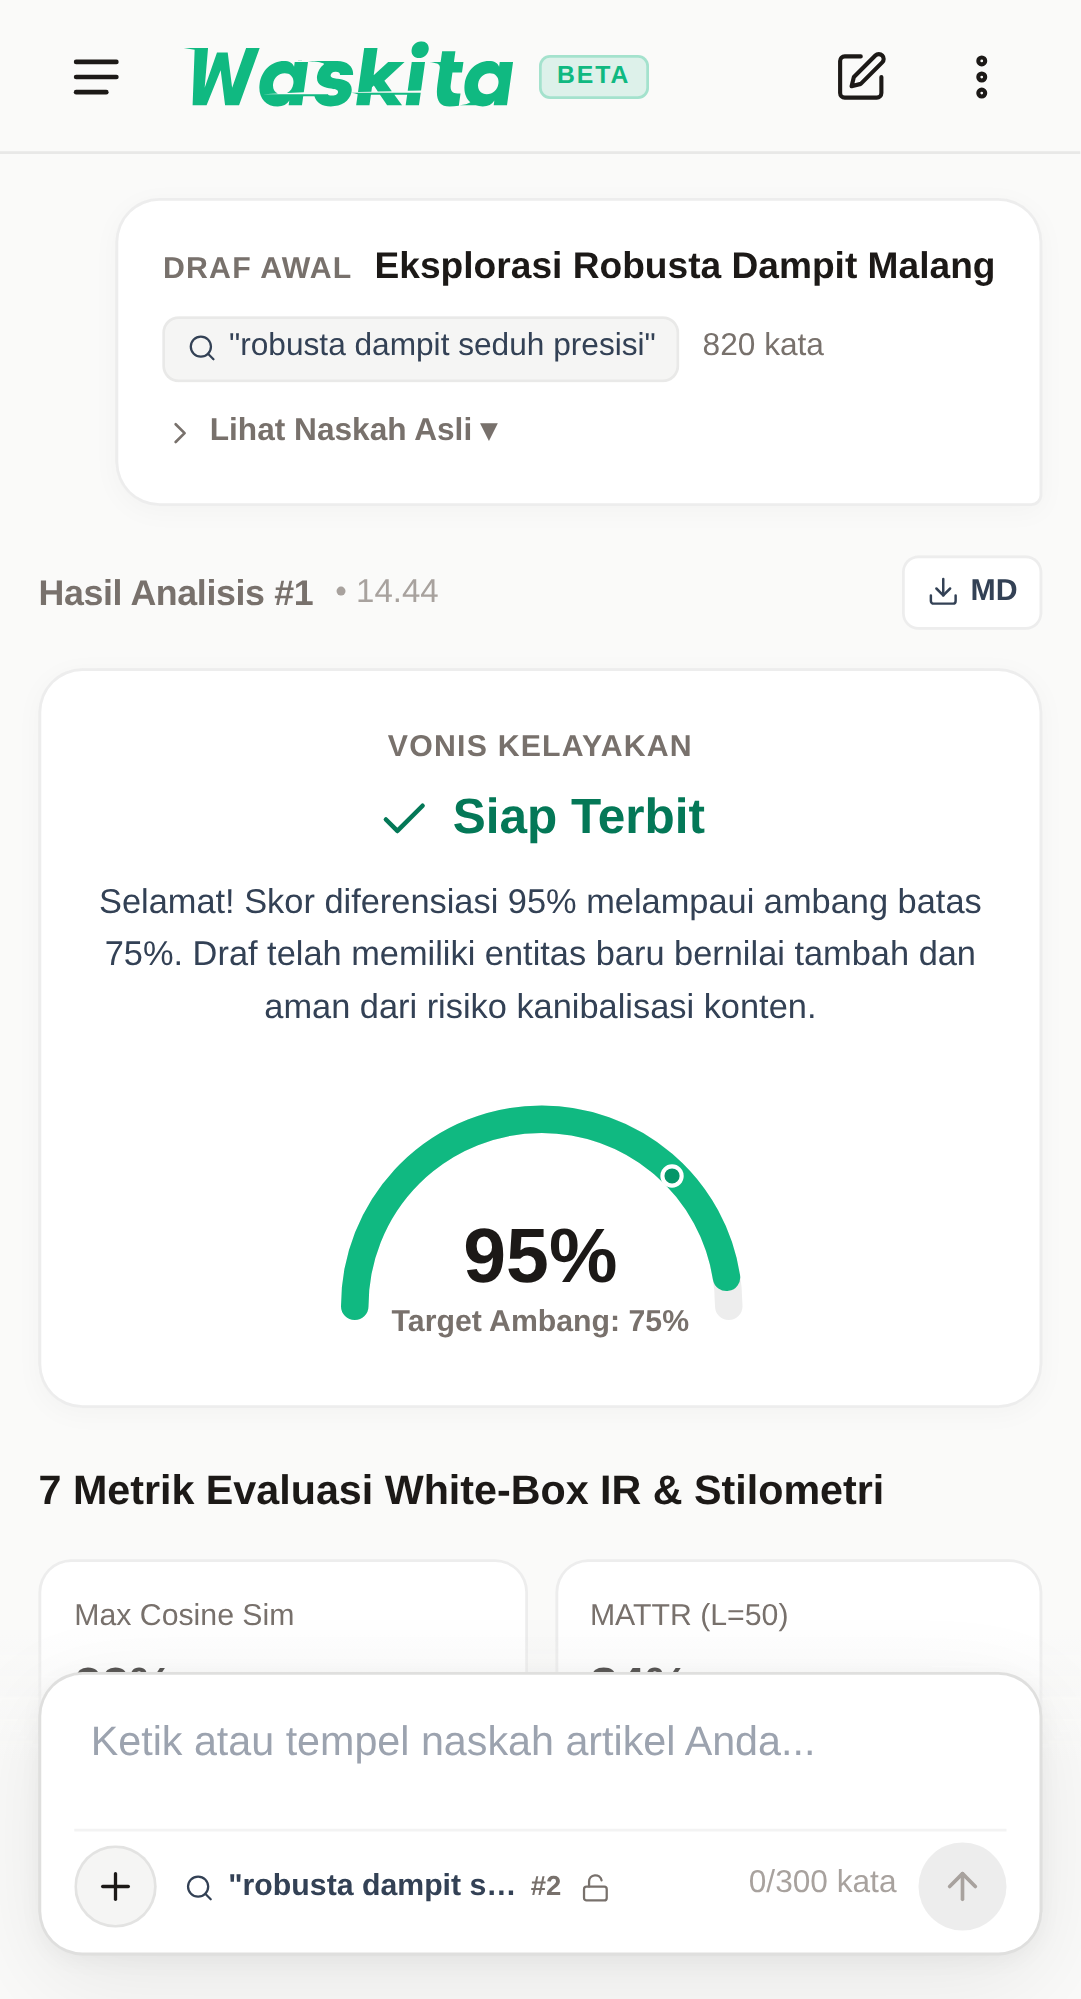 Waskita BETA
DRAF AWAL Eksplorasi Robusta Dampit Malang
"robusta dampit seduh presisi" 820 kata
Lihat Naskah Asli ▾
Hasil Analisis #1 • 14.44
MD
VONIS KELAYAKAN
Siap Terbit
Selamat! Skor diferensiasi 95% melampaui ambang batas
75%. Draf telah memiliki entitas baru bernilai tambah dan
aman dari risiko kanibalisasi konten.
95%
Target Ambang: 75%
7 Metrik Evaluasi White-Box IR & Stilometri
Max Cosine Sim
MATTR (L=50)
Ketik atau tempel naskah artikel Anda...
"robusta dampit s... #2
0/300 kata